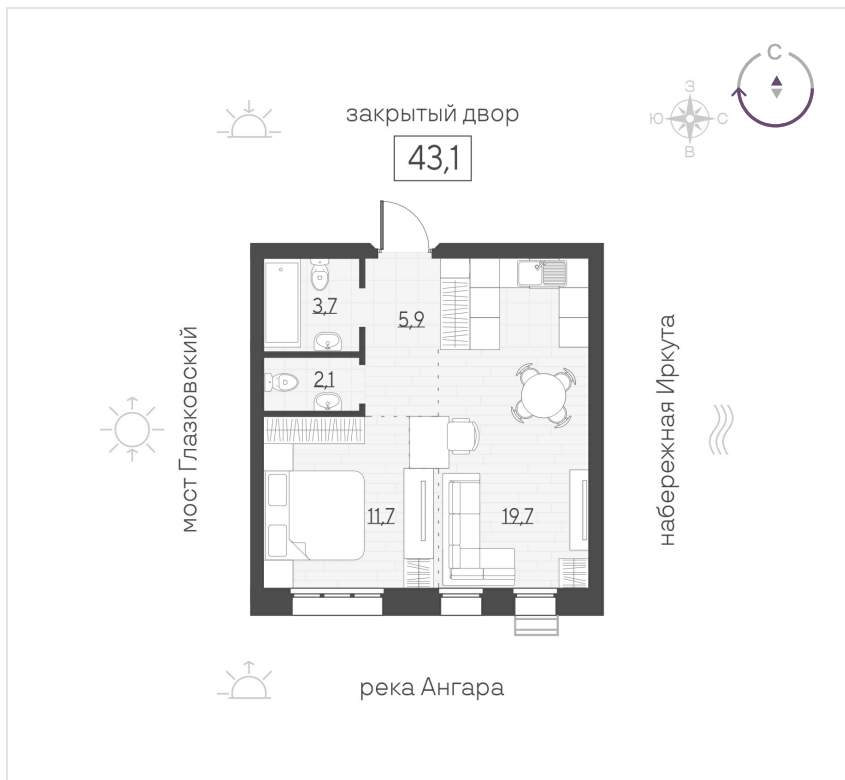 С
З
Ю
С
В
закрытый двор
43,1
3,7
5,9
2,1
11,7
19,7
мост Глазковский
набережная Иркута
река Ангара